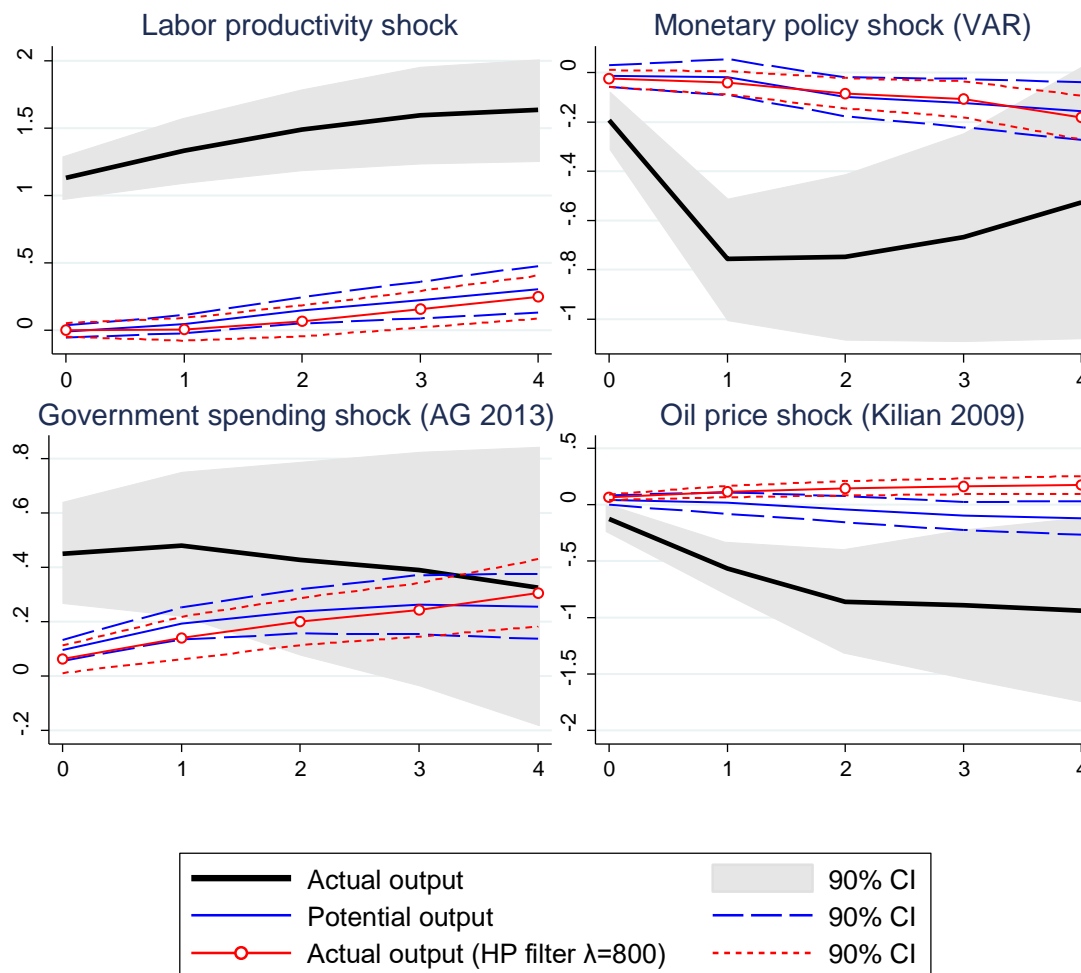 Labor productivity shock
2
1.5
1
.5
0
0 1 2 3 4
Monetary policy shock (VAR)
0
-.2
-.4
-.6
-.8
-1
0 1 2 3 4
Government spending shock (AG 2013)
.8
.6
.4
.2
0
-.2
0 1 2 3 4
Oil price shock (Kilian 2009)
.5
0
-.5
-1
-1.5
-2
0 1 2 3 4
Actual output 90% CI
Potential output 90% CI
Actual output (HP filter λ=800) 90% CI